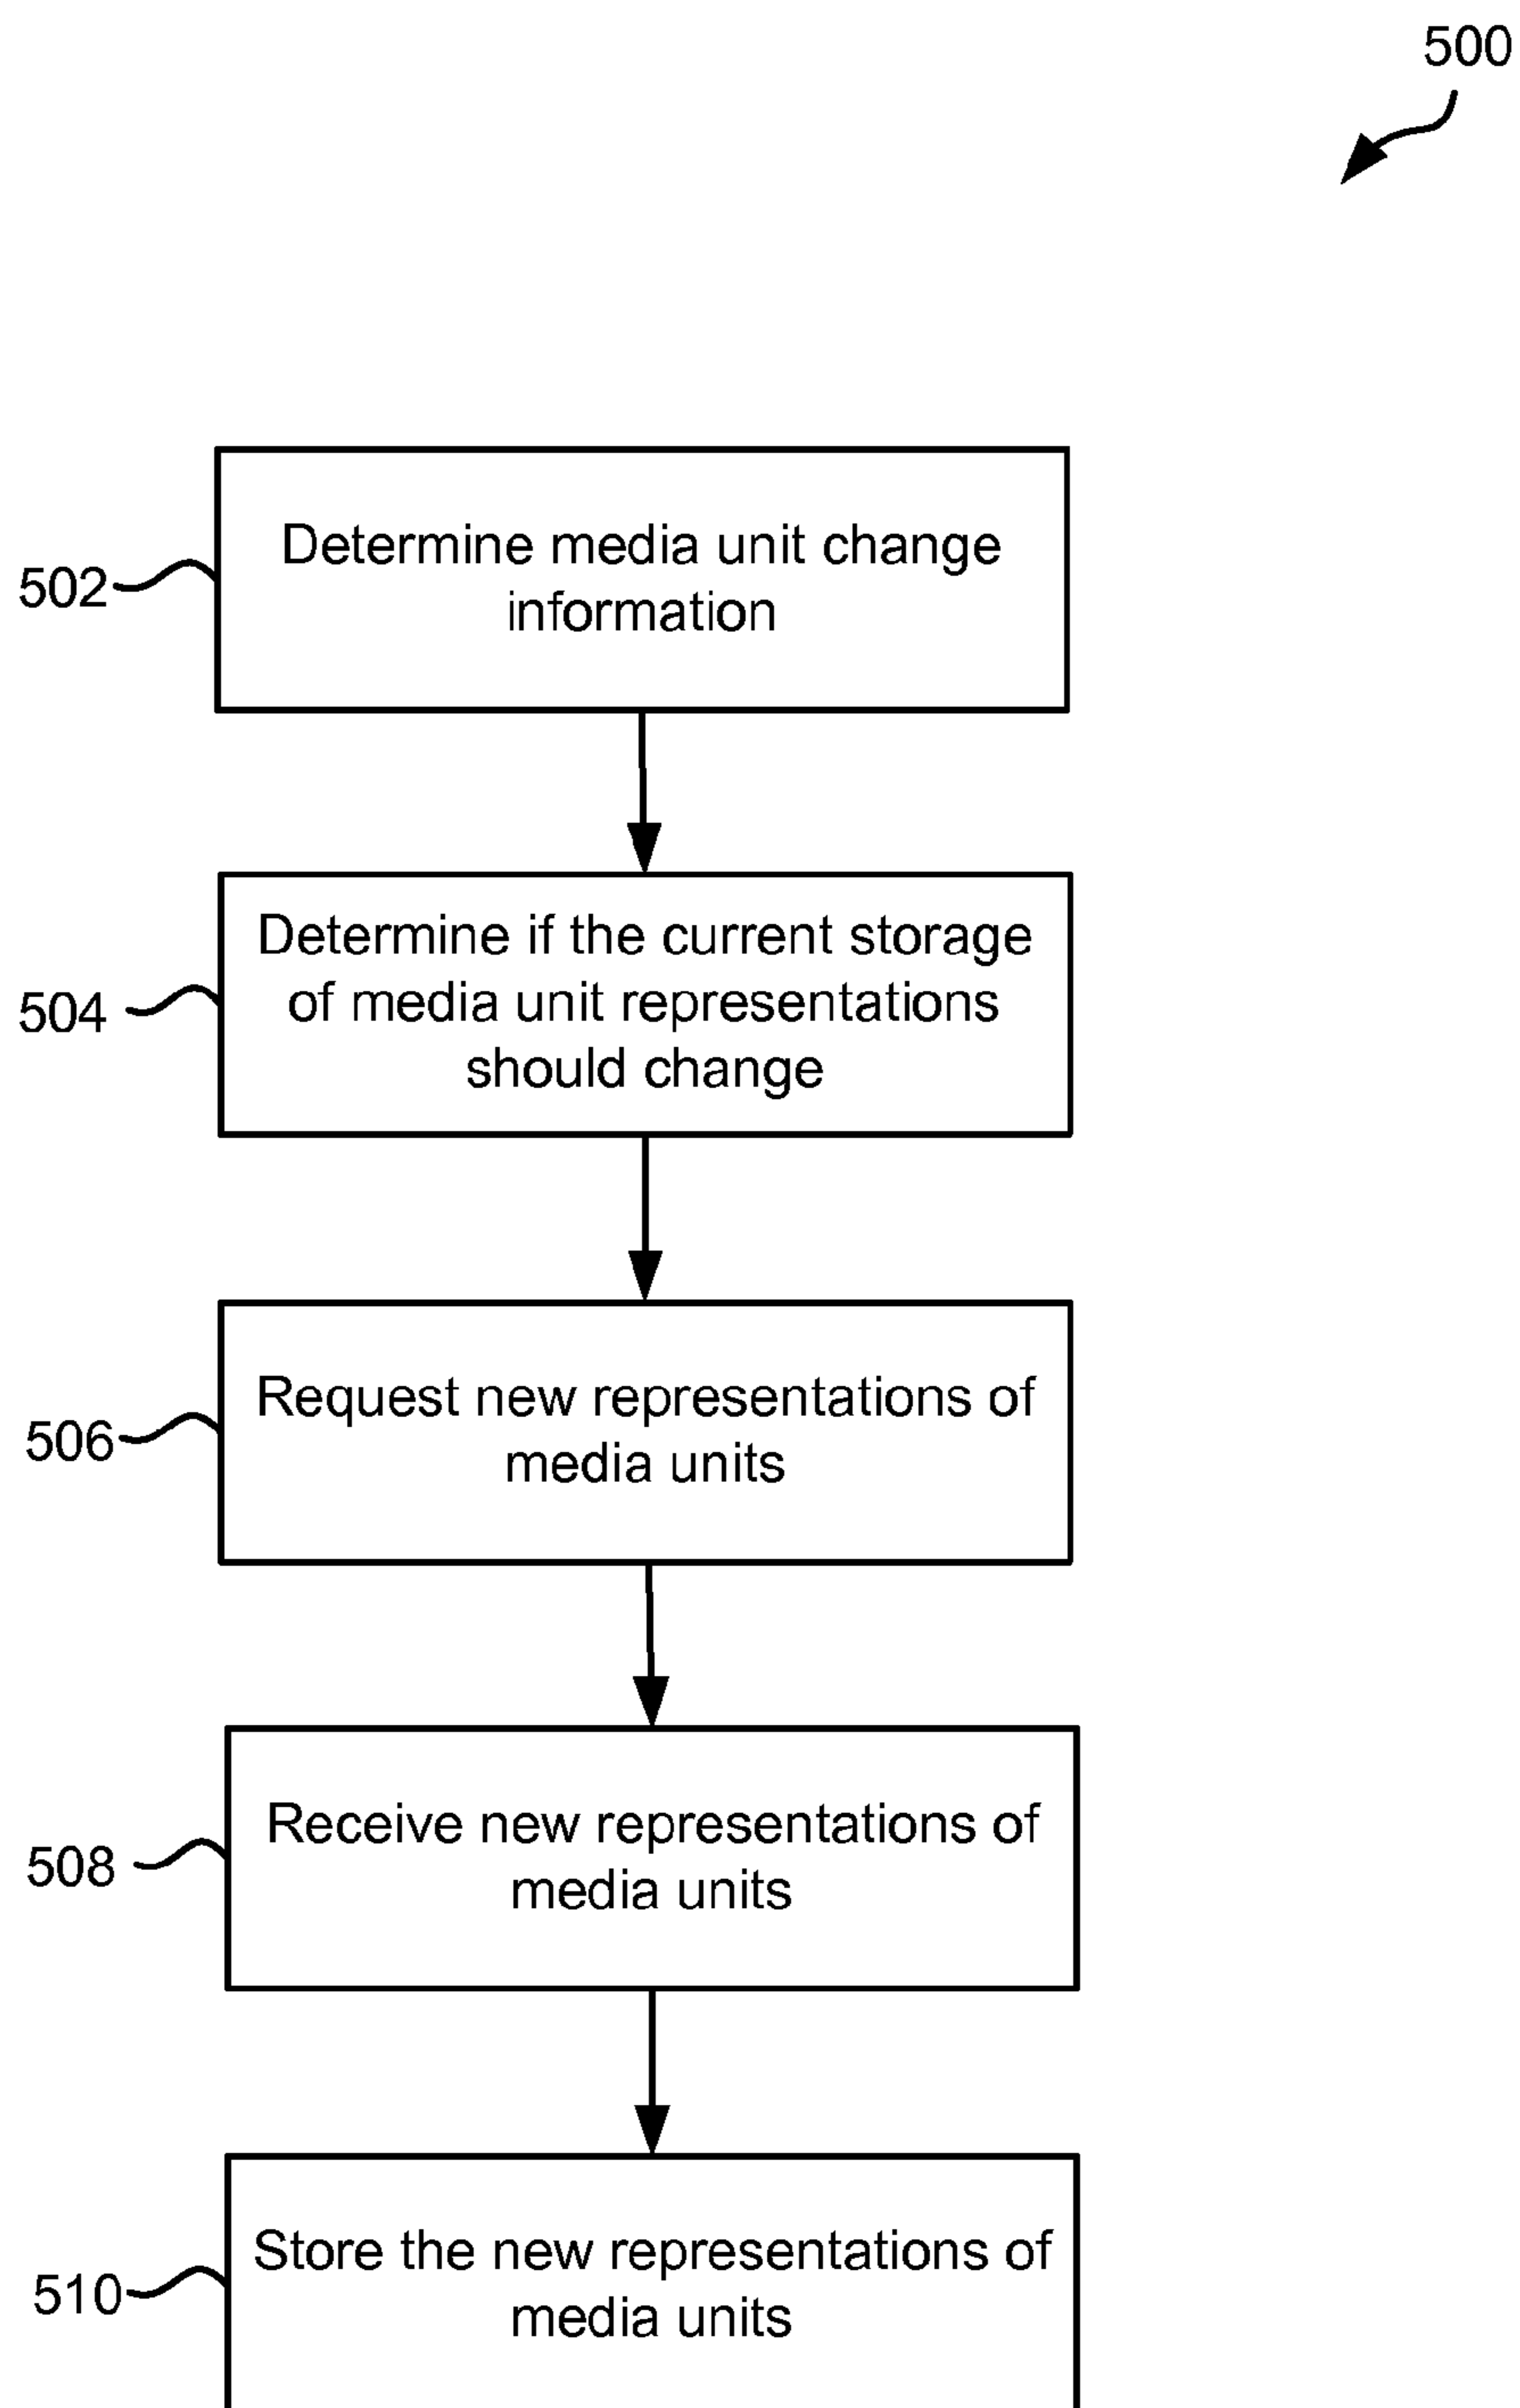 500
502
Determine media unit change
information
504
Determine if the current storage
of media unit representations
should change
506
Request new representations of
media units
508
Receive new representations of
media units
510
Store the new representations of
media units